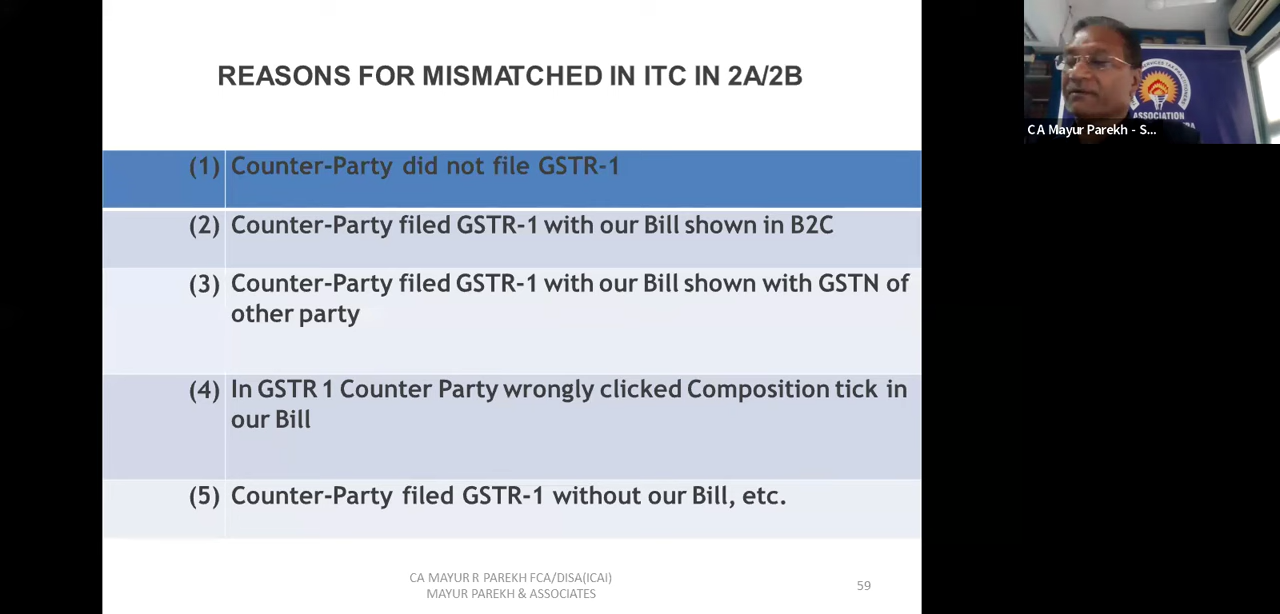 REASONS FOR MISMATCHED IN ITC IN 2A/2B
(1) Counter-Party did not file GSTR-1
(2) Counter-Party filed GSTR-1 with our Bill shown in B2C
(3) Counter-Party filed GSTR-1 with our Bill shown with GSTN of
other party
(4) In GSTR 1 Counter Party wrongly clicked Composition tick in
our Bill
(5) Counter-Party filed GSTR-1 without our Bill, etc.
CA MAYUR R PAREKH FCA/DISA(ICAI)
MAYUR PAREKH & ASSOCIATES
59
ASSOCIATION
CA Mayur Parekh - S...